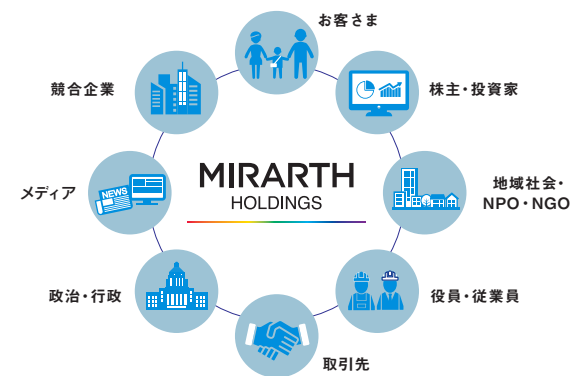 お客さま
株主・投資家
地域社会・
NPO・NGO
役員・従業員
取引先
政治・行政
メディア
NEWS
競合企業
MIRARTH
HOLDINGS